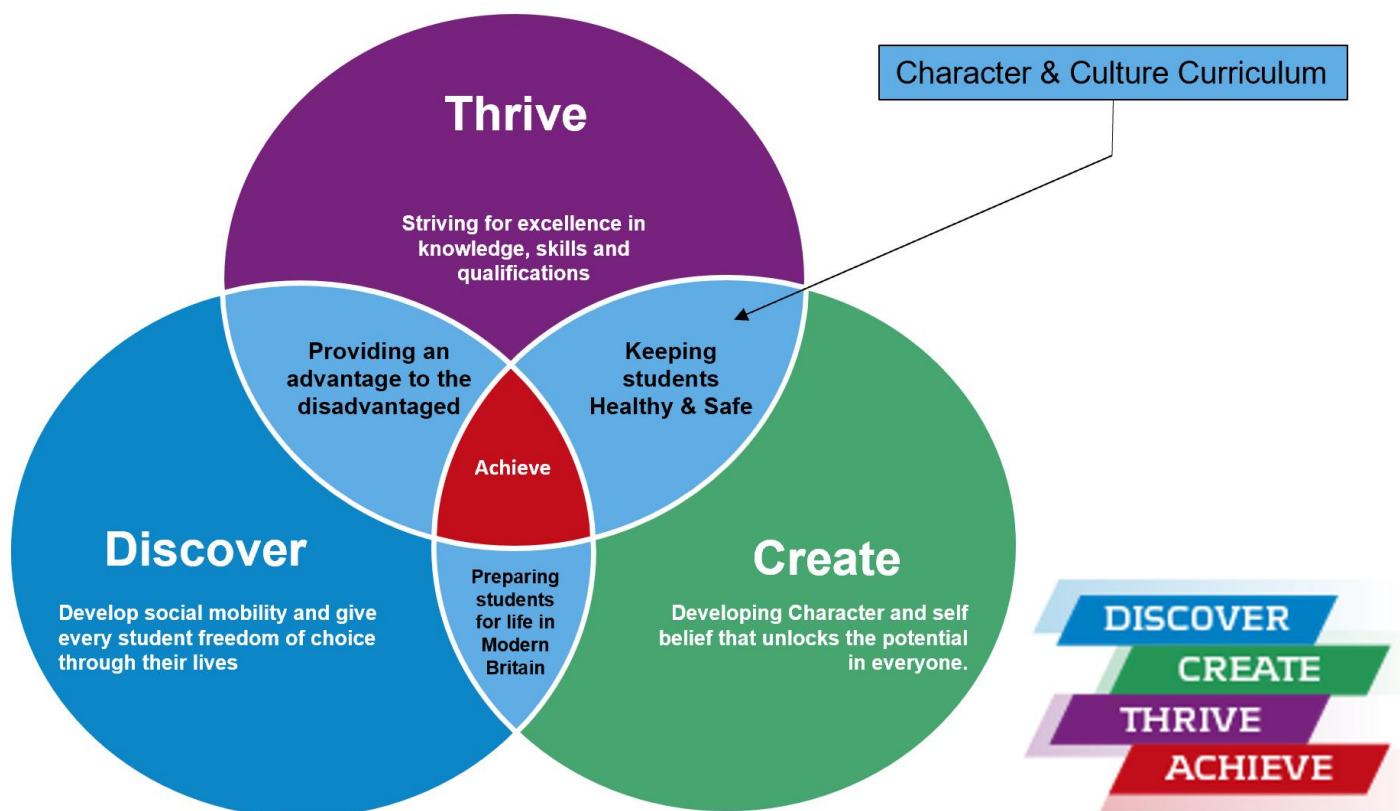 Character & Culture Curriculum
Thrive
Striving for excellence in
knowledge, skills and
qualifications
Providing an
advantage to the
disadvantaged
Keeping
students
Healthy & Safe
Achieve
Discover
Develop social mobility and give
every student freedom of choice
through their lives
Preparing
students
for life in
Modern
Britain
Create
Developing Character and self
belief that unlocks the potential
in everyone.
DISCOVER
CREATE
THRIVE
ACHIEVE